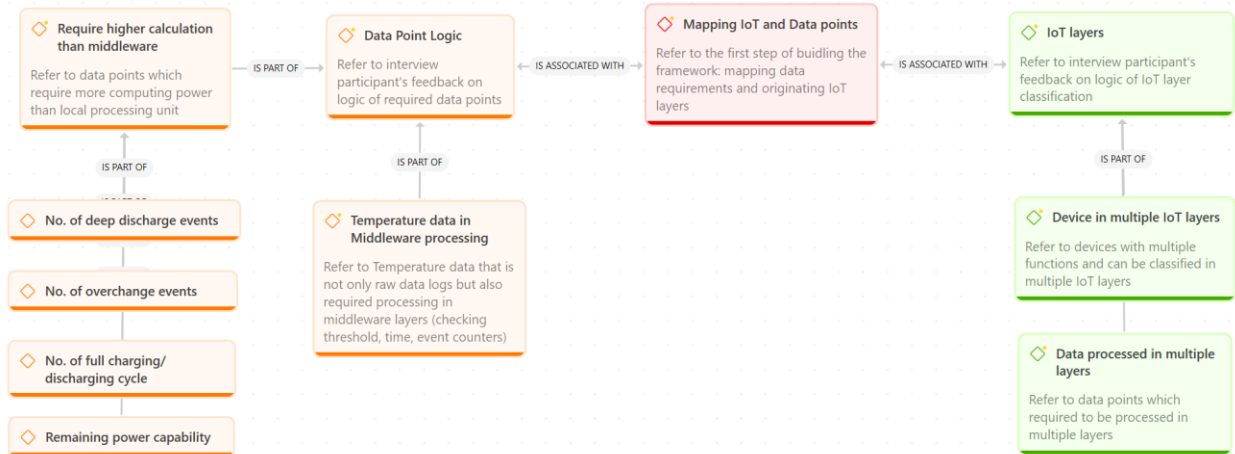 Require higher calculation
than middleware
Refer to data points which
require more computing power
than local processing unit
IS PART OF
Data Point Logic
Refer to interview
participant's feedback on
logic of required data points
IS ASSOCIATED WITH
Mapping IoT and Data points
Refer to the first step of buidling the
framework: mapping data
requirements and originating IoT
layers
IS ASSOCIATED WITH
IoT layers
Refer to interview participant's
feedback on logic of IoT layer
classification
IS PART OF
IS PART OF
IS PART OF
No. of deep discharge events
No. of overchange events
No. of full charging/
discharging cycle
Remaining power capability
Temperature data in
Middleware processing
Refer to Temperature data that is
not only raw data logs but also
required processing in
middleware layers (checking
threshold, time, event counters)
Device in multiple IoT layers
Refer to devices with multiple
functions and can be classified in
multiple IoT layers
Data processed in multiple
layers
Refer to data points which
required to be processed in
multiple layers